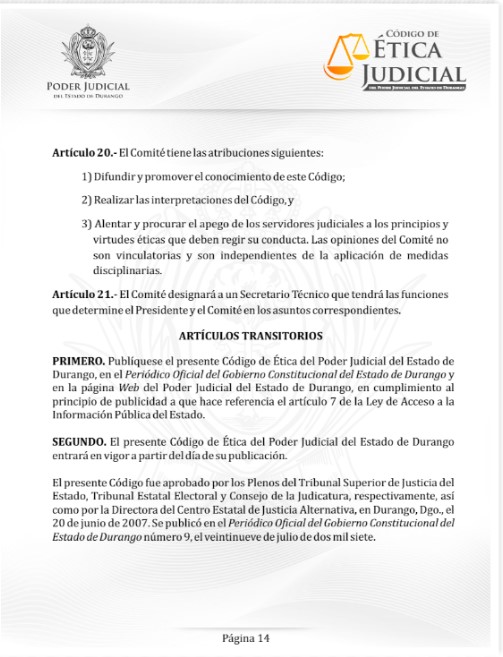 PODER JUDICIAL
DEL ESTADO DE DURANGO
CÓDIGO DE
ÉTICA
JUDICIAL
DEL PODER JUDICIAL DEL ESTADO DE DURANGO
Artículo 20.- El Comité tiene las atribuciones siguientes:
1) Difundir y promover el conocimiento de este Código;
2) Realizar las interpretaciones del Código, y
3) Alentar y procurar el apego de los servidores judiciales a los principios y
virtudes éticas que deben regir su conducta. Las opiniones del Comité no
son vinculatorias y son independientes de la aplicación de medidas
disciplinarias.
Artículo 21.- El Comité designará a un Secretario Técnico que tendrá las funciones
que determine el Presidente y el Comité en los asuntos correspondientes.
ARTÍCULOS TRANSITORIOS
PRIMERO. Publíquese el presente Código de Ética del Poder Judicial del Estado de
Durango, en el Periódico Oficial del Gobierno Constitucional del Estado de Durango y
en la página Web del Poder Judicial del Estado de Durango, en cumplimiento al
principio de publicidad a que hace referencia el artículo 7 de la Ley de Acceso a la
Información Pública del Estado.
SEGUNDO. El presente Código de Ética del Poder Judicial del Estado de Durango
entrará en vigor a partir del día de su publicación.
El presente Código fue aprobado por los Plenos del Tribunal Superior de Justicia del
Estado, Tribunal Estatal Electoral y Consejo de la Judicatura, respectivamente, así
como por la Directora del Centro Estatal de Justicia Alternativa, en Durango, Dgo., el
20 de junio de 2007. Se publicó en el Periódico Oficial del Gobierno Constitucional del
Estado de Durango número 9, el veintinueve de julio de dos mil siete.
Página 14